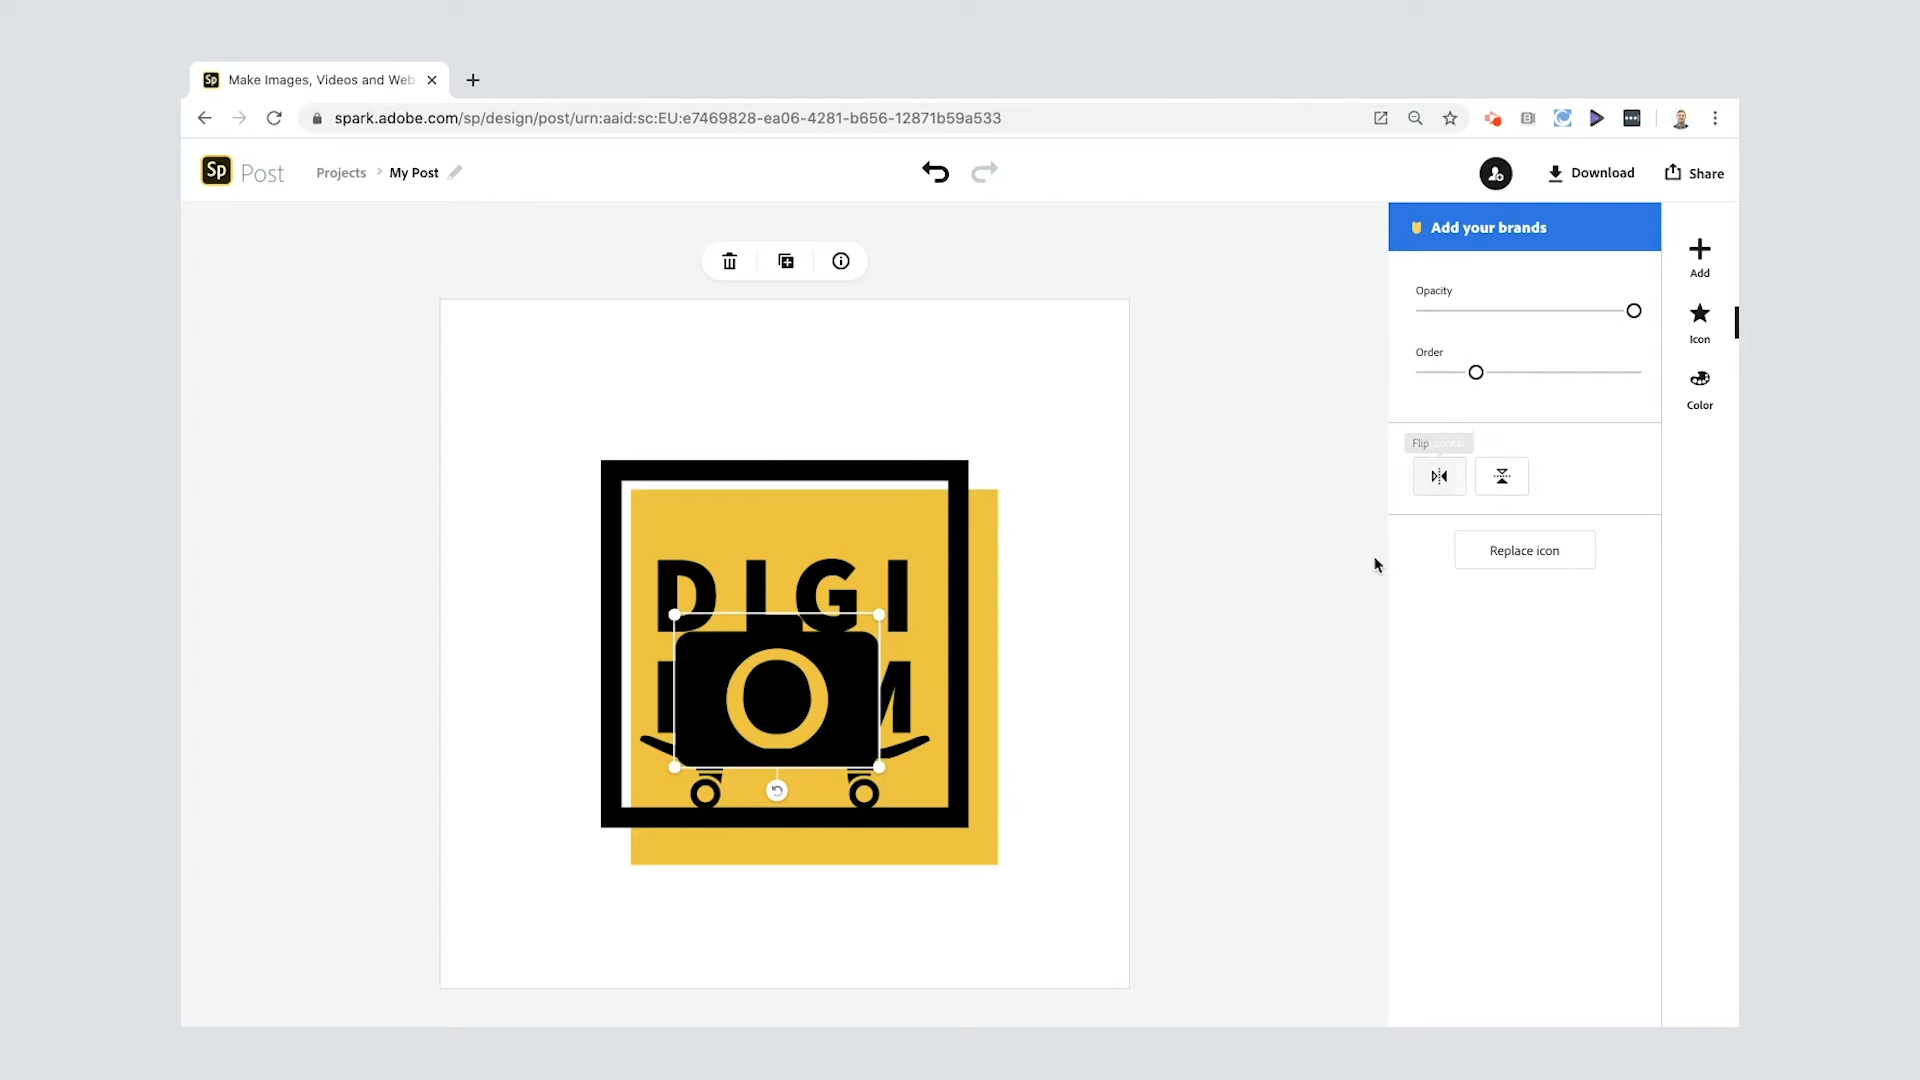 Sp Make Images, Videos and Web
spark.adobe.com/sp/design/post/urn:aaid:sc:EU:e7469828-ea06-4281-b656-12871b59a533
Sp Post Projects > My Post
Download Share
Add your brands
Add
Opacity
Icon
Order
Color
Flip
Replace icon
DIGI
M